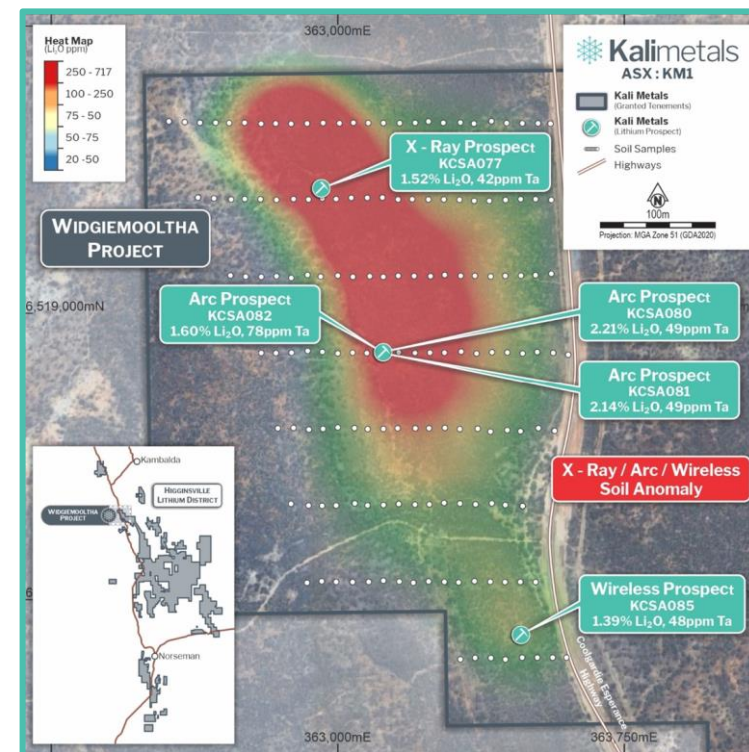 363,000mE
Heat Map
(Li₂O ppm)
250 - 717
100 - 250
75 - 50
50 -75
20 -50
Kalimetals
ASX : KM1
Kali Metals
(Granted Tenements)
Kali Metals
(Lithium Prospect)
Soil Samples
Highways
N
100m
Projection: MGA Zone 51 (GDA2020)
X - Ray Prospect
KCSA077
1.52% Li₂O, 42ppm Ta
WIDGIEMOOLTHA
PROJECT
6,519,000mN
Arc Prospect
KCSA082
1.60% Li₂O, 78ppm Ta
Arc Prospect
KCSA080
2.21% Li₂O, 49ppm Ta
Arc Prospect
KCSA081
2.14% Li₂O, 49ppm Ta
X - Ray / Arc / Wireless
Soil Anomaly
Kambalda
HIGGINSVILLE
LITHIUM DISTRICT
WIDGIEMOOLTHA
PROJECT
Norseman
Wireless Prospect
KCSA085
1.39% Li₂O, 48ppm Ta
Coolgardie Esperance
Highway
363,000mE
363,750mE